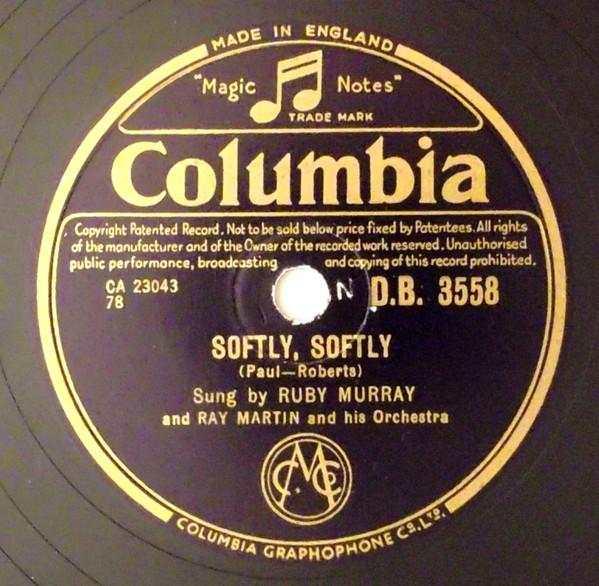 MADE IN ENGLAND
"Magic Notes"
TRADE MARK
Columbia
Copyright Patented Record. Not to be sold below price fixed by Patentees. All rights
of the manufacturer and of the Owner of the recorded work reserved. Unauthorised
public performance, broadcasting and copying of this record prohibited.
CA 23043
78
N
D.B. 3558
SOFTLY, SOFTLY
(Paul—Roberts)
Sung by RUBY MURRAY
and RAY MARTIN and his Orchestra
COLUMBIA GRAPHOPHONE CO. LTD.